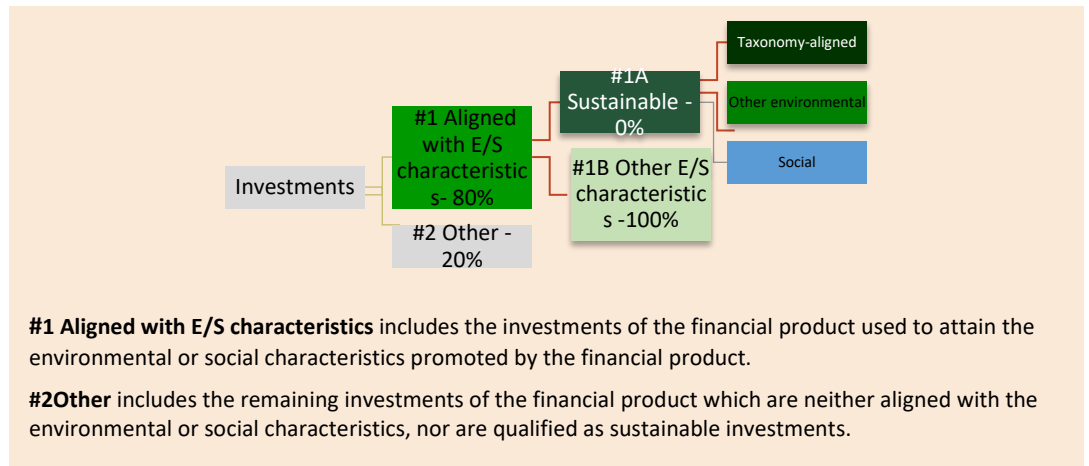 Investments
#1 Aligned
with E/S
characteristic
s- 80%
#2 Other -
20%
#1A
Sustainable -
0%
#1B Other E/S
characteristic
s -100%
Taxonomy-aligned
Other environmental
Social
#1 Aligned with E/S characteristics includes the investments of the financial product used to attain the
environmental or social characteristics promoted by the financial product.
#2Other includes the remaining investments of the financial product which are neither aligned with the
environmental or social characteristics, nor are qualified as sustainable investments.